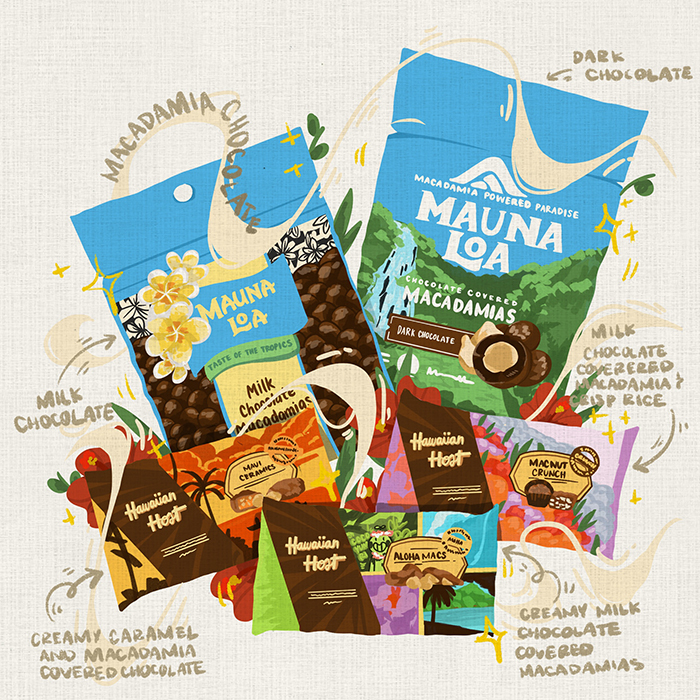 DARK
CHOCOLATE
MACADAMIA CHOCOLATE
MACADAMIA POWERED PARADISE
MAUNA
LOA
CHOCOLATE COVERED
MACADAMIAS
DARK CHOCOLATE
MAUNA
LOA
TASTE OF THE TROPICS
Milk
Chocolate
Macadamias
MILK
CHOCOLATE
MILK
CHOCOLATE
COVERERED
MACADAMIA &
CRISP RICE
Hawaiian
Host
MAUI
CARAMACS
Hawaiian
Host
MACNUT
CRUNCH
Hawaiian
Host
ALOHA MACS
MILK
CREAMY CARAMEL
AND MACADAMIA
COVERED CHOCOLATE
CREAMY MILK
CHOCOLATE
COVERED
MACADAMIAS